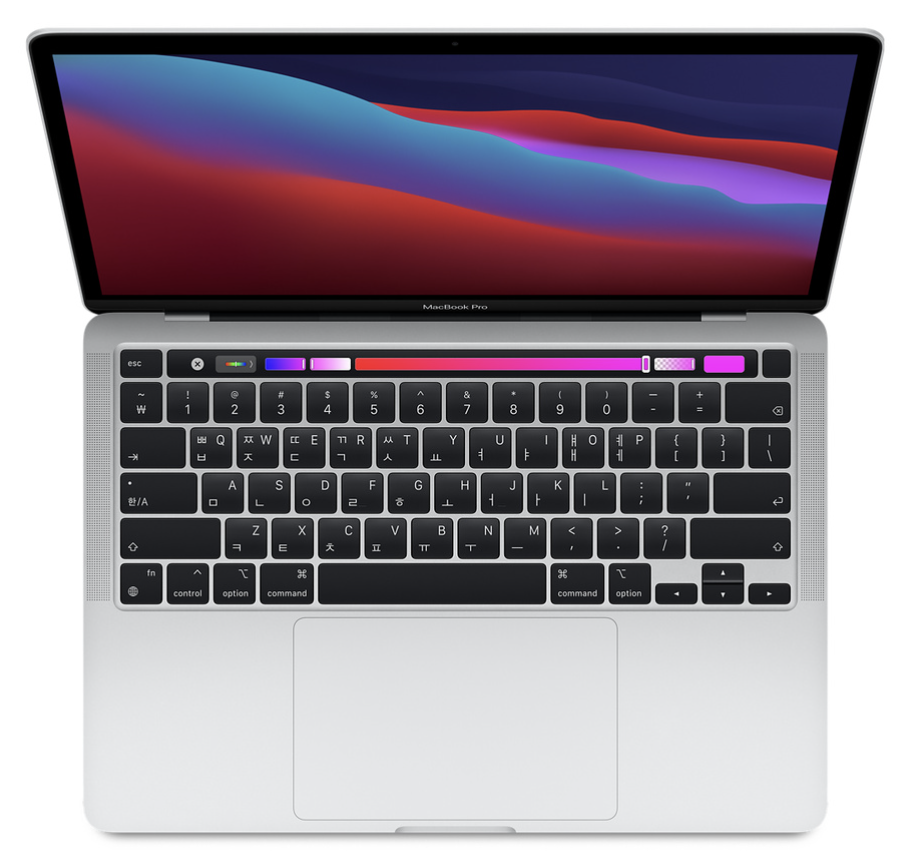 MacBook Pro
esc
~ ! @ # $ % ^ & * ( ) — +
₩ 1 2 3 4 5 6 7 8 9 0 - =
ㅃ Q ㅉ W ㄸ E ㄲ R ㅆ T Y U I ㅒ O ㅖ P { } |
ㅂ ㅈ ㄷ ㄱ ㅅ ㅛ ㅕ ㅑ ㅐ ㅔ [ ] \
A S D F G H J K L : "
한/A ㅁ ㄴ ㅇ ㄹ ㅎ ㅗ ㅓ ㅏ ㅣ ; '
Z X C V B N M < > ?
ㅋ ㅌ ㅊ ㅍ ㅠ ㅜ ㅡ , . /
fn ^ ⌥ ⌘ ⌘ ⌥
control option command command option